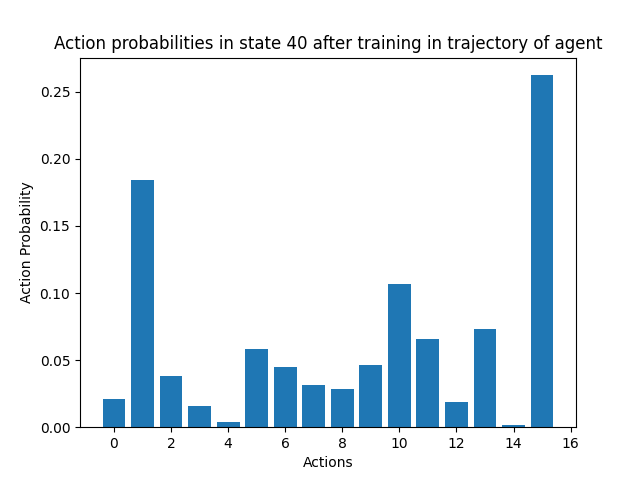 Action probabilities in state 40 after training in trajectory of agent
0.25
0.20
0.15
0.10
0.05
0.00
Action Probability
0 2 4 6 8 10 12 14 16
Actions